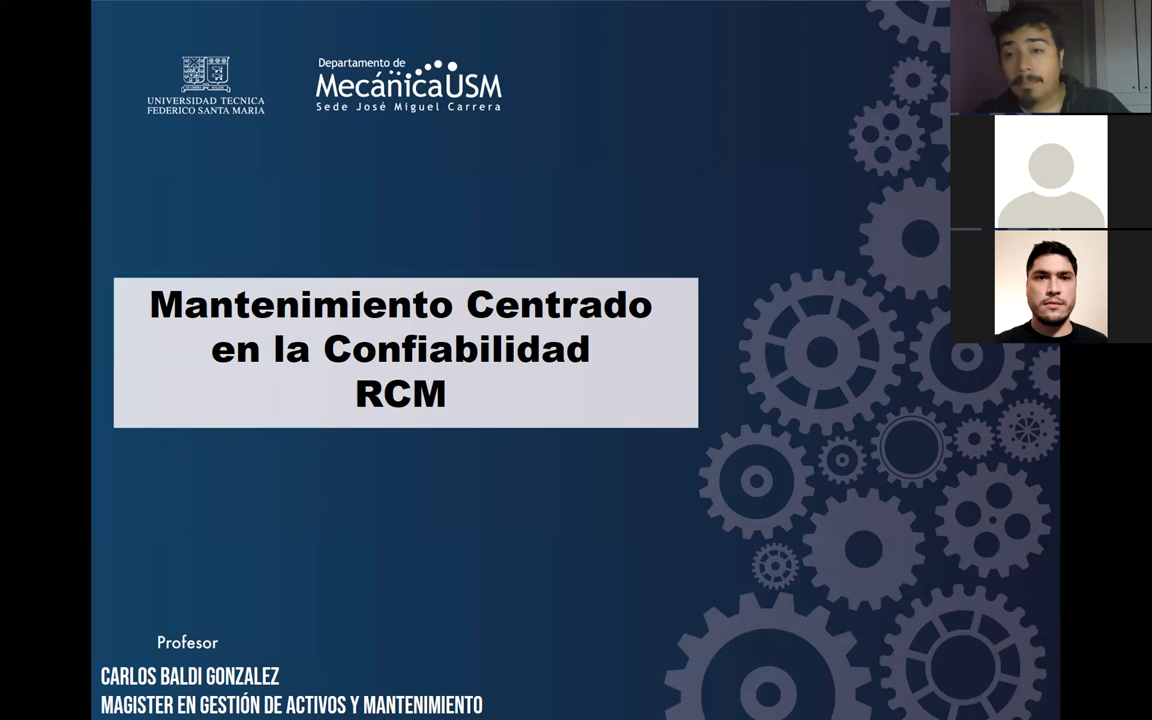 UNIVERSIDAD TECNICA
FEDERICO SANTA MARIA
Departamento de
MecánicaUSM
Sede José Miguel Carrera
Mantenimiento Centrado
en la Confiabilidad
RCM
Profesor
CARLOS BALDI GONZALEZ
MAGISTER EN GESTIÓN DE ACTIVOS Y MANTENIMIENTO